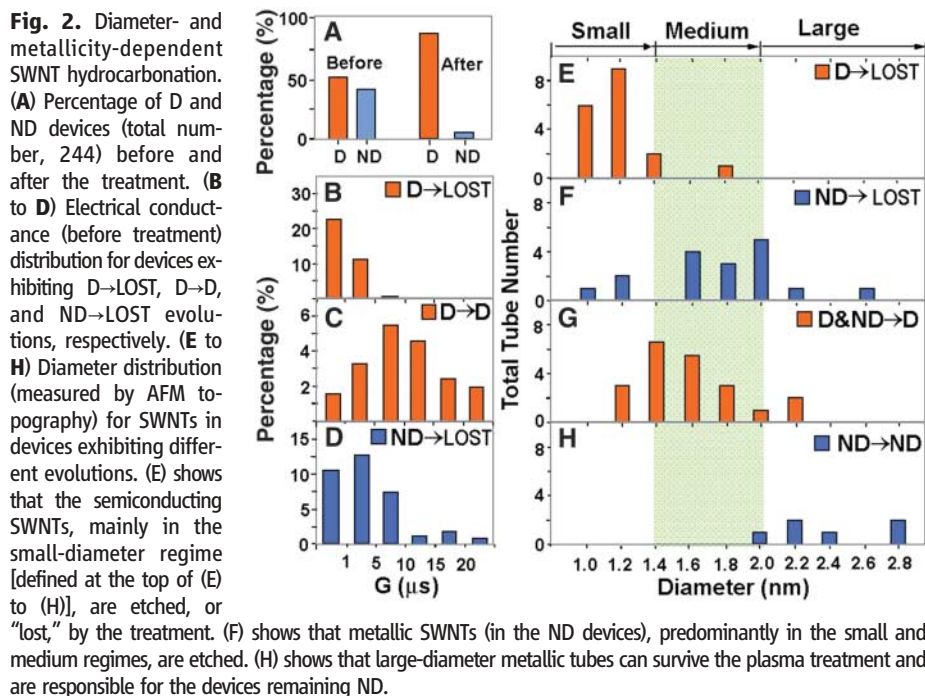 Fig. 2. Diameter- and
metallicity-dependent
SWNT hydrocarbonation.
(A) Percentage of D and
ND devices (total num-
ber, 244) before and
after the treatment. (B
to D) Electrical conduct-
ance (before treatment)
distribution for devices ex-
hibiting D→LOST, D→D,
and ND→LOST evolu-
tions, respectively. (E to
H) Diameter distribution
(measured by AFM to-
pography) for SWNTs in
devices exhibiting differ-
ent evolutions. (E) shows
that the semiconducting
SWNTs, mainly in the
small-diameter regime
[defined at the top of (E)
to (H)], are etched, or
"lost," by the treatment. (F) shows that metallic SWNTs (in the ND devices), predominantly in the small and
medium regimes, are etched. (H) shows that large-diameter metallic tubes can survive the plasma treatment and
are responsible for the devices remaining ND.
Percentage (%)
100
50
0
A
Before
After
D ND D ND
Percentage (%)
B
D→LOST
30
20
10
0
C
D→D
6
4
2
0
D
ND→LOST
15
10
5
0
1 5 10 15 20
G (μs)
Small Medium Large
Total Tube Number
E
D→LOST
8
4
0
F
ND→LOST
8
4
0
G
D&ND→D
8
4
0
H
ND→ND
8
4
0
1.0 1.2 1.4 1.6 1.8 2.0 2.2 2.4 2.6 2.8
Diameter (nm)